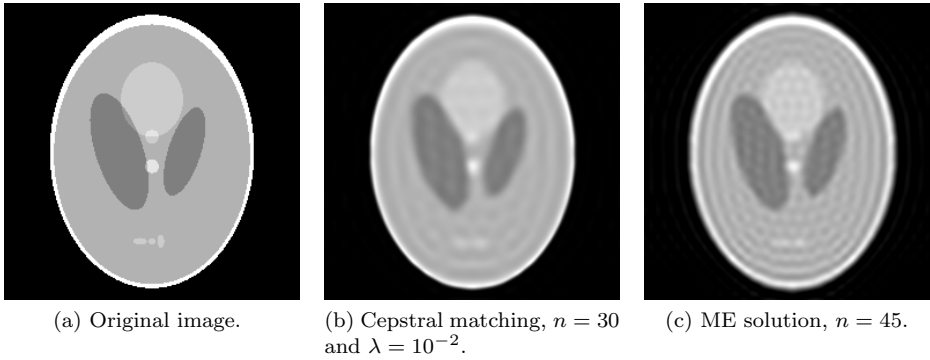 (a) Original image.
(b) Cepstral matching, n = 30
and λ = 10⁻².
(c) ME solution, n = 45.